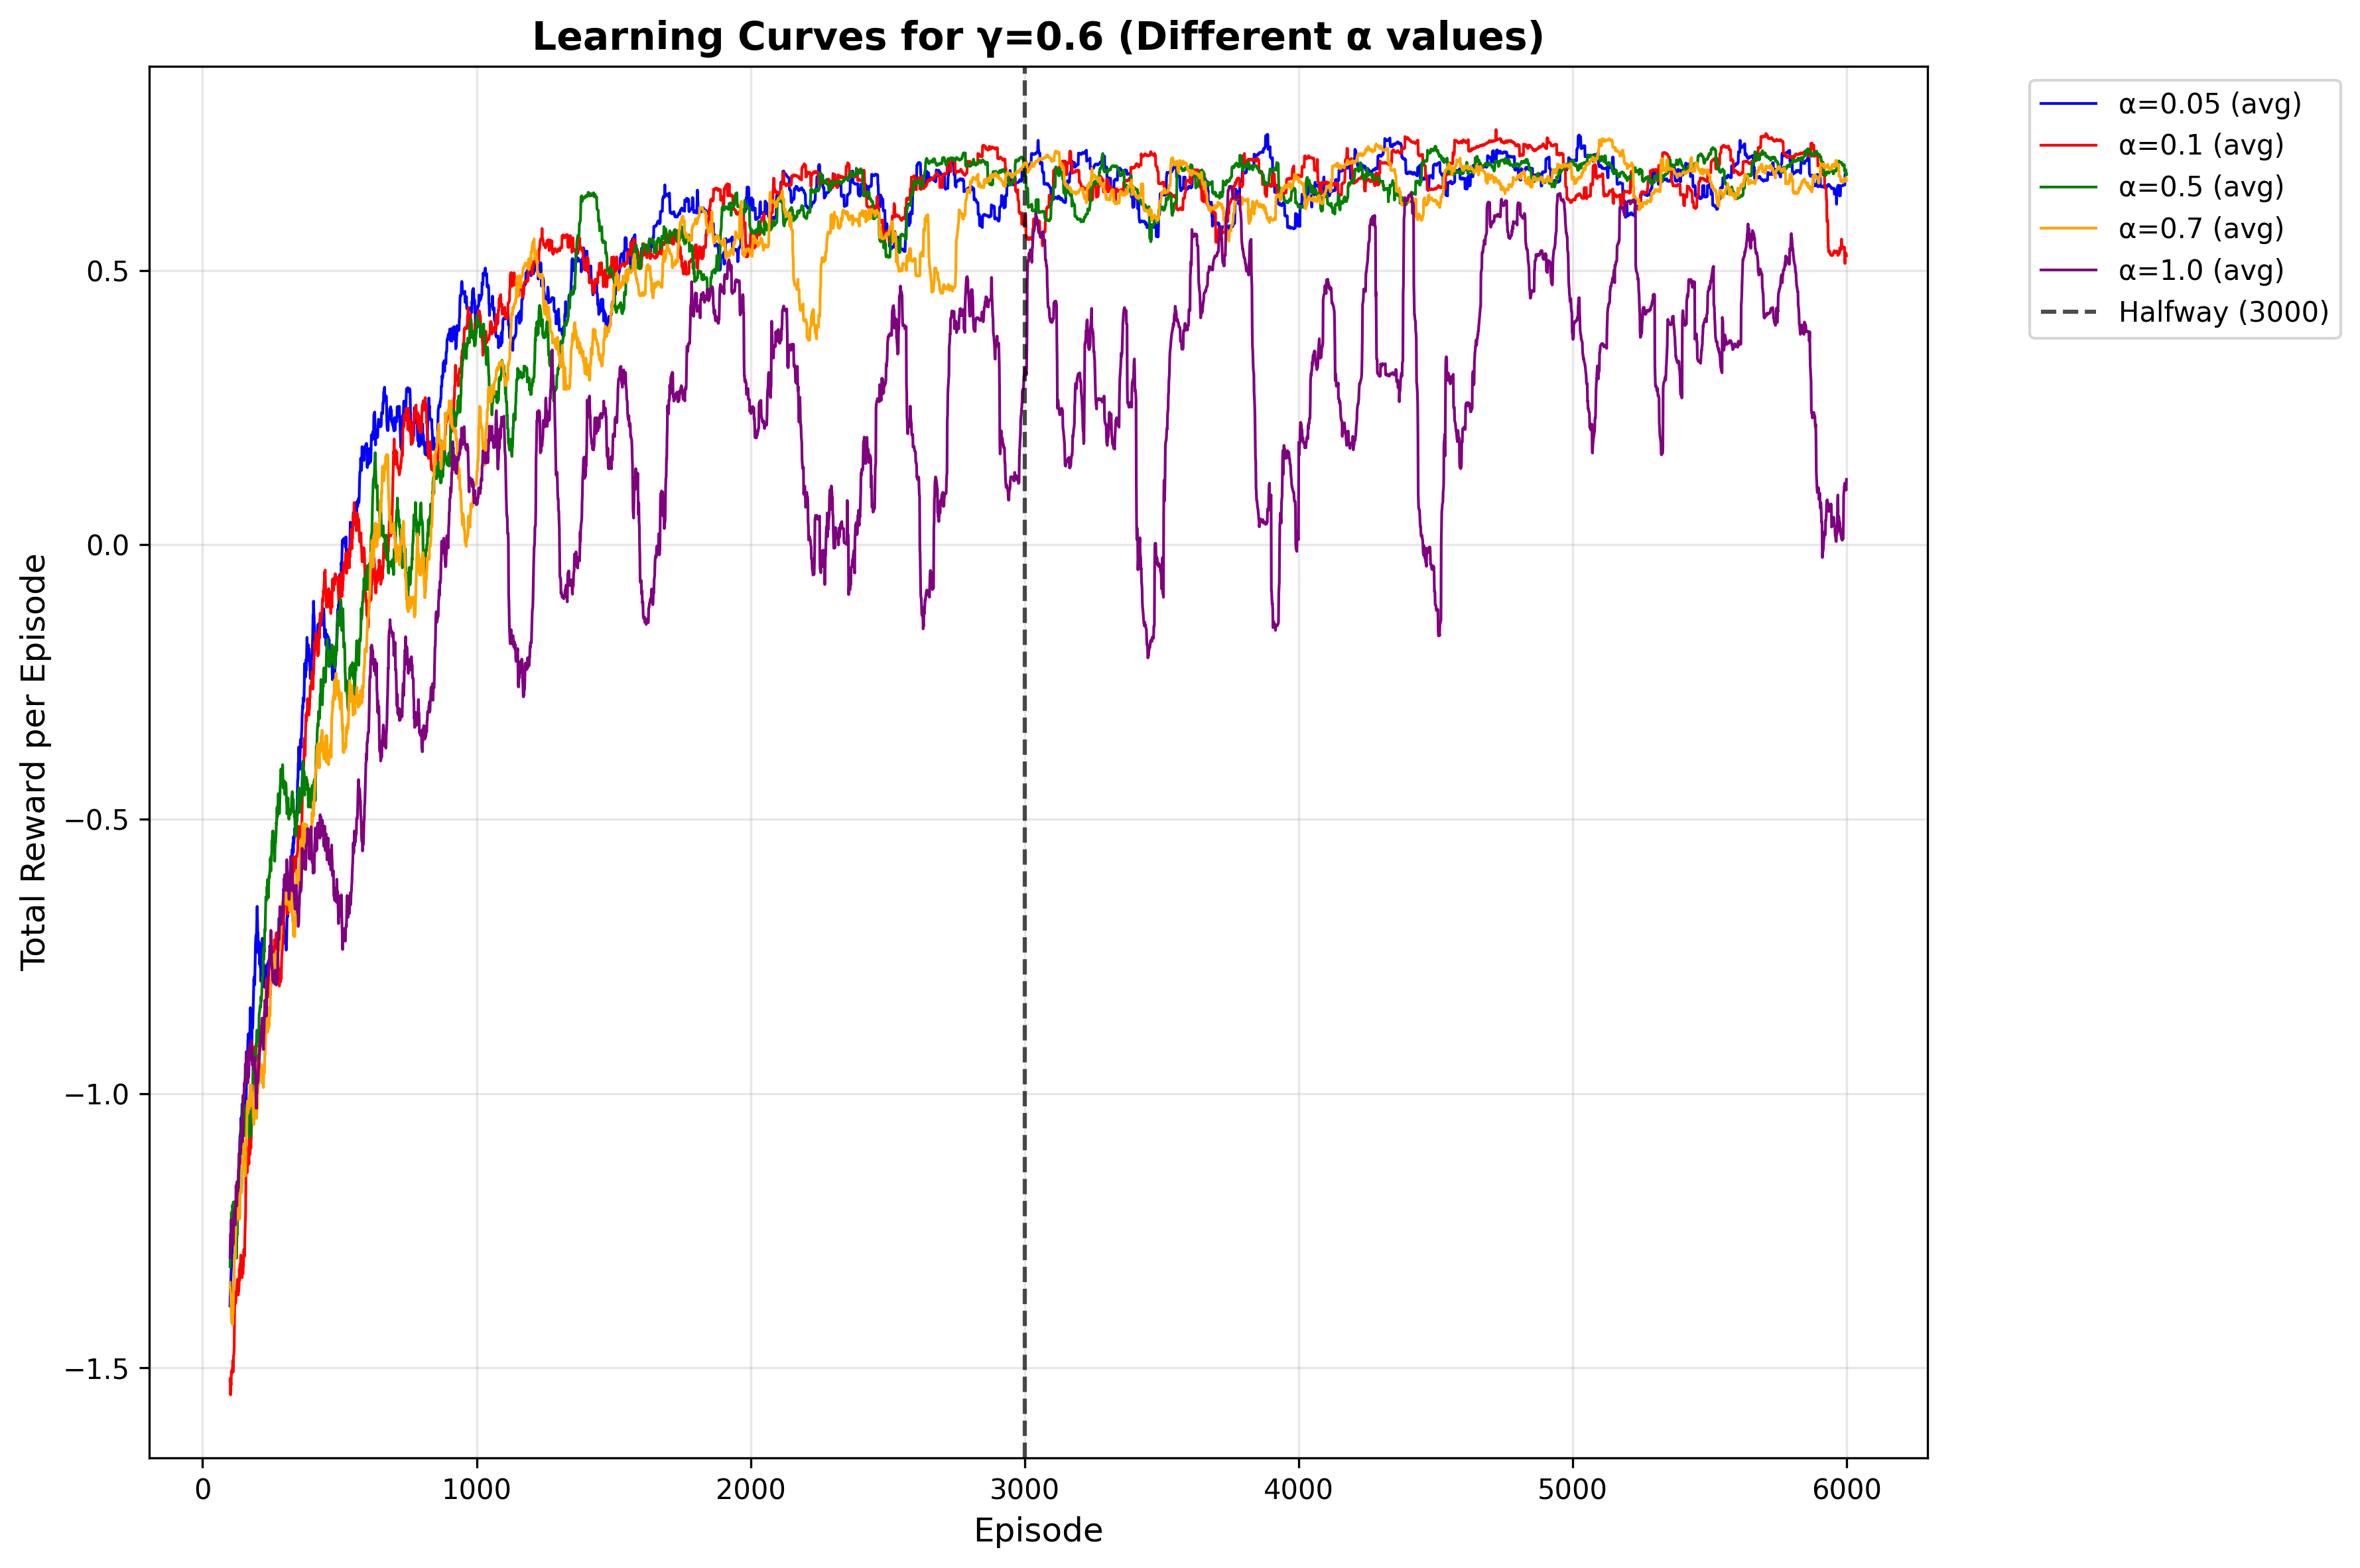 Learning Curves for γ=0.6 (Different α values)
α=0.05 (avg)
α=0.1 (avg)
α=0.5 (avg)
α=0.7 (avg)
α=1.0 (avg)
Halfway (3000)
Total Reward per Episode
0.5
0.0
−0.5
−1.0
−1.5
0 1000 2000 3000 4000 5000 6000
Episode